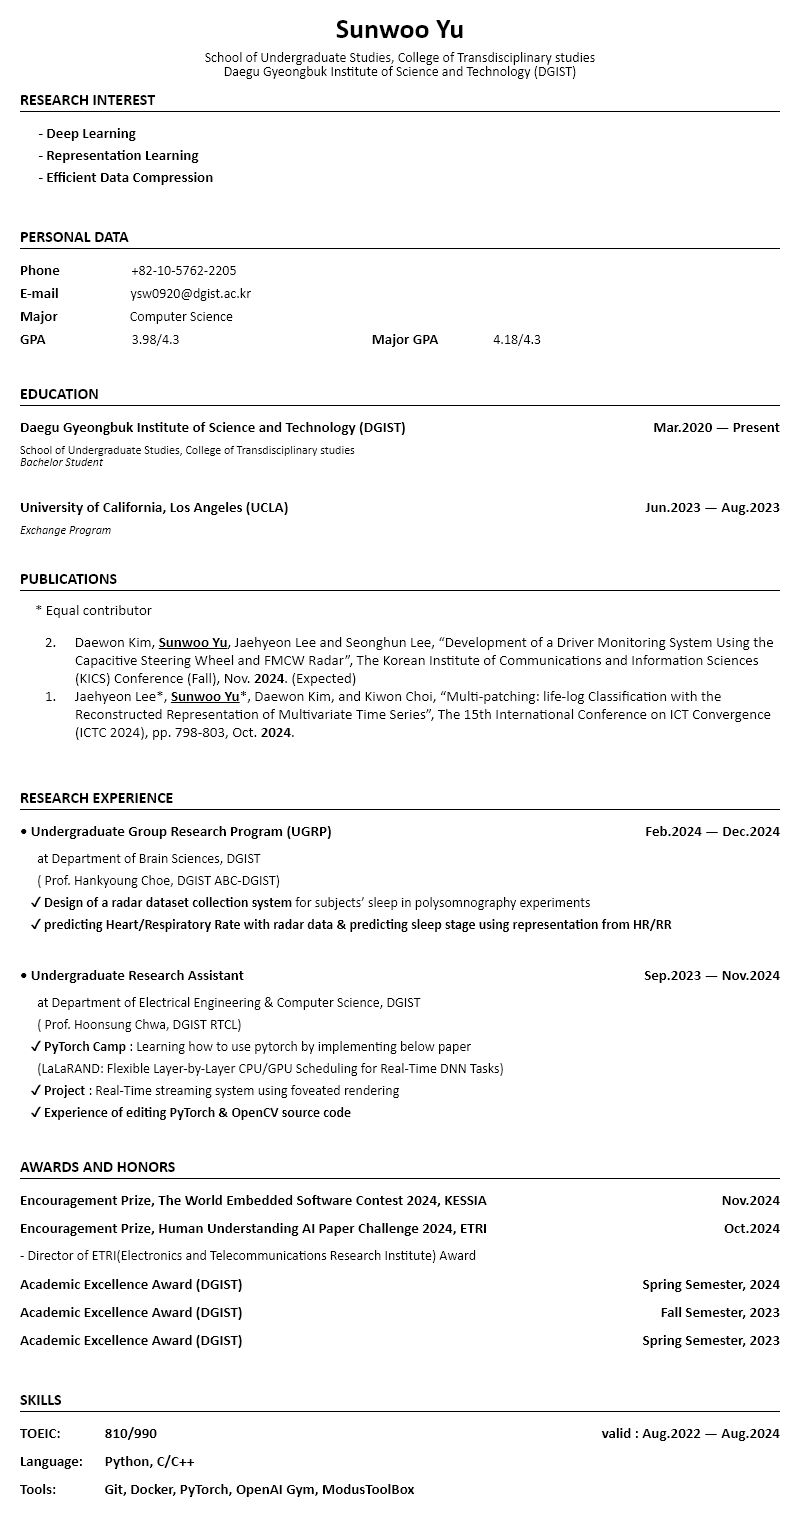 Sunwoo Yu
School of Undergraduate Studies, College of Transdisciplinary studies
Daegu Gyeongbuk Institute of Science and Technology (DGIST)
RESEARCH INTEREST
- Deep Learning
- Representation Learning
- Efficient Data Compression
PERSONAL DATA
Phone +82-10-5762-2205
E-mail ysw0920@dgist.ac.kr
Major Computer Science
GPA 3.98/4.3 Major GPA 4.18/4.3
EDUCATION
Daegu Gyeongbuk Institute of Science and Technology (DGIST) Mar.2020 — Present
School of Undergraduate Studies, College of Transdisciplinary studies
Bachelor Student
University of California, Los Angeles (UCLA) Jun.2023 — Aug.2023
Exchange Program
PUBLICATIONS
* Equal contributor
2. Daewon Kim, Sunwoo Yu, Jaehyeon Lee and Seonghun Lee, “Development of a Driver Monitoring System Using the
Capacitive Steering Wheel and FMCW Radar”, The Korean Institute of Communications and Information Sciences
(KICS) Conference (Fall), Nov. 2024. (Expected)
1. Jaehyeon Lee*, Sunwoo Yu*, Daewon Kim, and Kiwon Choi, “Multi-patching: life-log Classification with the
Reconstructed Representation of Multivariate Time Series”, The 15th International Conference on ICT Convergence
(ICTC 2024), pp. 798-803, Oct. 2024.
RESEARCH EXPERIENCE
• Undergraduate Group Research Program (UGRP) Feb.2024 — Dec.2024
at Department of Brain Sciences, DGIST
( Prof. Hankyoung Choe, DGIST ABC-DGIST)
✓ Design of a radar dataset collection system for subjects’ sleep in polysomnography experiments
✓ predicting Heart/Respiratory Rate with radar data & predicting sleep stage using representation from HR/RR
• Undergraduate Research Assistant Sep.2023 — Nov.2024
at Department of Electrical Engineering & Computer Science, DGIST
( Prof. Hoonsung Chwa, DGIST RTCL)
✓ PyTorch Camp : Learning how to use pytorch by implementing below paper
(LaLaRAND: Flexible Layer-by-Layer CPU/GPU Scheduling for Real-Time DNN Tasks)
✓ Project : Real-Time streaming system using foveated rendering
✓ Experience of editing PyTorch & OpenCV source code
AWARDS AND HONORS
Encouragement Prize, The World Embedded Software Contest 2024, KESSIA Nov.2024
Encouragement Prize, Human Understanding AI Paper Challenge 2024, ETRI Oct.2024
- Director of ETRI(Electronics and Telecommunications Research Institute) Award
Academic Excellence Award (DGIST) Spring Semester, 2024
Academic Excellence Award (DGIST) Fall Semester, 2023
Academic Excellence Award (DGIST) Spring Semester, 2023
SKILLS
TOEIC: 810/990 valid : Aug.2022 — Aug.2024
Language: Python, C/C++
Tools: Git, Docker, PyTorch, OpenAI Gym, ModusToolBox